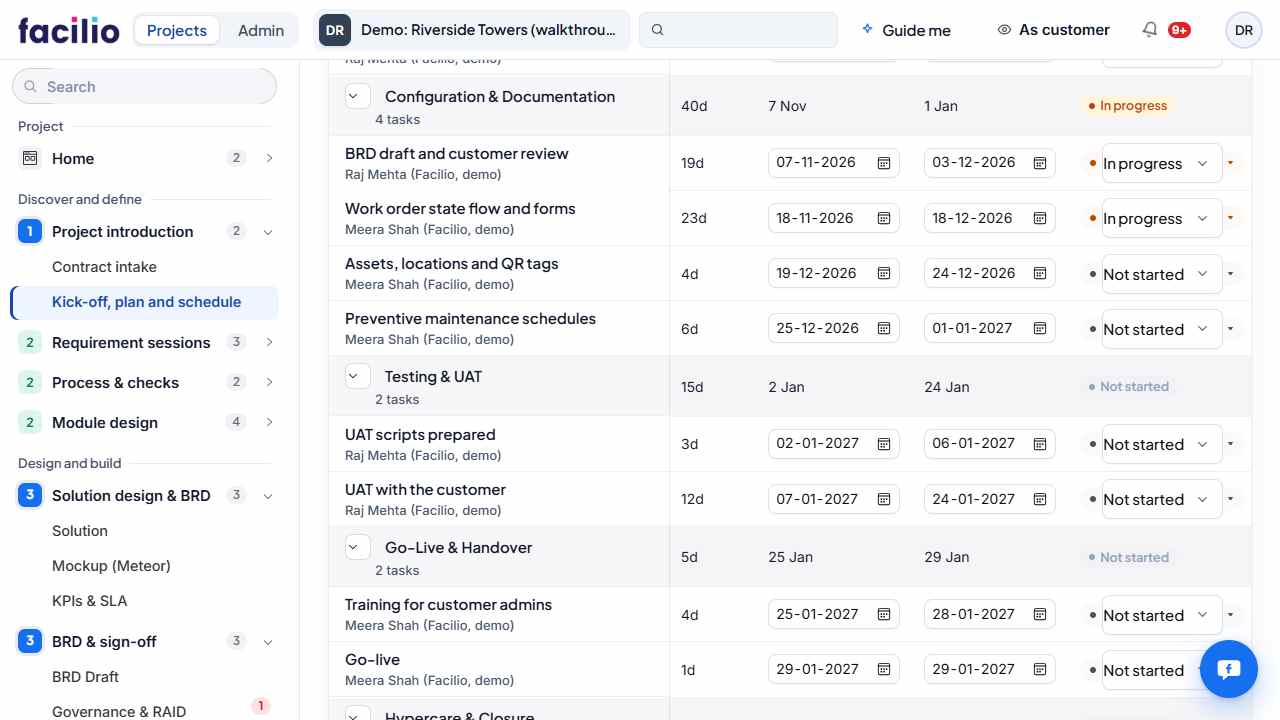 facilio
Projects
Admin
DR
Demo: Riverside Towers (walkthrou...
Guide me
As customer
9+
DR
Search
Project
Home
2
Discover and define
1
Project introduction
2
Contract intake
Kick-off, plan and schedule
2
Requirement sessions
3
2
Process & checks
2
2
Module design
4
Design and build
3
Solution design & BRD
3
Solution
Mockup (Meteor)
KPIs & SLA
3
BRD & sign-off
3
BRD Draft
Governance & RAID
1
Raj Mehta (Facilio, demo)
Configuration & Documentation
4 tasks
40d
7 Nov
1 Jan
In progress
BRD draft and customer review
Raj Mehta (Facilio, demo)
19d
07-11-2026
03-12-2026
In progress
Work order state flow and forms
Meera Shah (Facilio, demo)
23d
18-11-2026
18-12-2026
In progress
Assets, locations and QR tags
Meera Shah (Facilio, demo)
4d
19-12-2026
24-12-2026
Not started
Preventive maintenance schedules
Meera Shah (Facilio, demo)
6d
25-12-2026
01-01-2027
Not started
Testing & UAT
2 tasks
15d
2 Jan
24 Jan
Not started
UAT scripts prepared
Raj Mehta (Facilio, demo)
3d
02-01-2027
06-01-2027
Not started
UAT with the customer
Raj Mehta (Facilio, demo)
12d
07-01-2027
24-01-2027
Not started
Go-Live & Handover
2 tasks
5d
25 Jan
29 Jan
Not started
Training for customer admins
Meera Shah (Facilio, demo)
4d
25-01-2027
28-01-2027
Not started
Go-live
Meera Shah (Facilio, demo)
1d
29-01-2027
29-01-2027
Not started
Hypercare & Closure